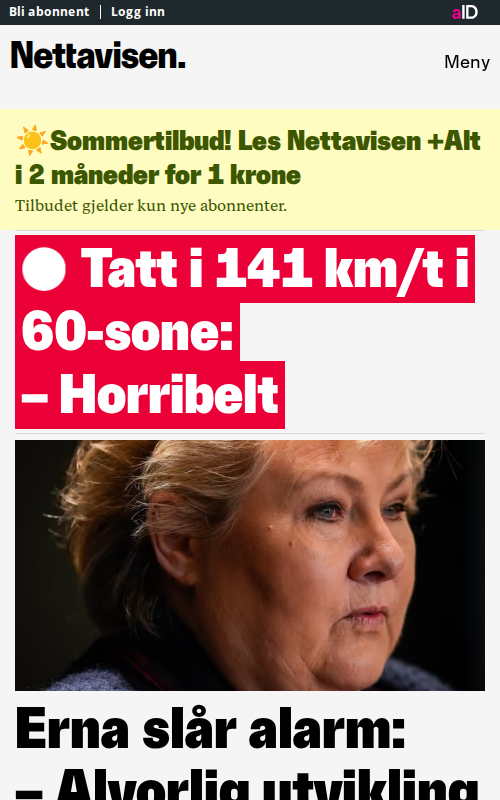 Bli abonnent | Logg inn
aID
Nettavisen.
Meny
☀️Sommertilbud! Les Nettavisen +Alt
i 2 måneder for 1 krone
Tilbudet gjelder kun nye abonnenter.
Tatt i 141 km/t i
60-sone:
– Horribelt
Erna slår alarm:
– Alvorlig utvikling